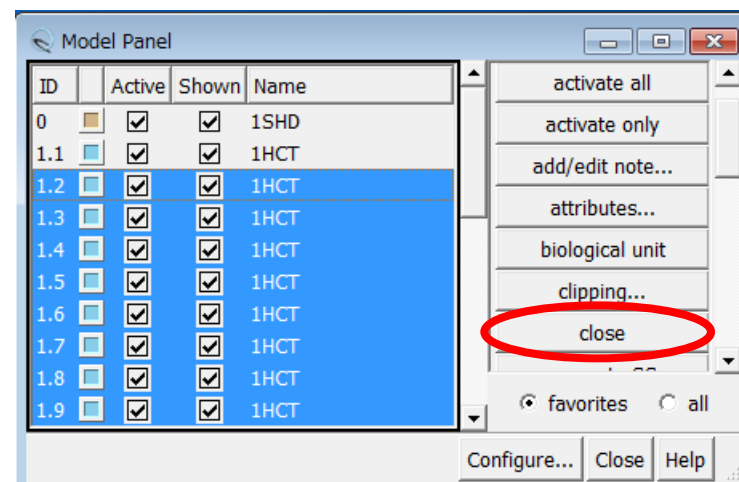 Model Panel
ID Active Shown Name
0 1SHD
1.1 1HCT
1.2 1HCT
1.3 1HCT
1.4 1HCT
1.5 1HCT
1.6 1HCT
1.7 1HCT
1.8 1HCT
1.9 1HCT
activate all
activate only
add/edit note...
attributes...
biological unit
clipping...
close
favorites all
Configure... Close Help